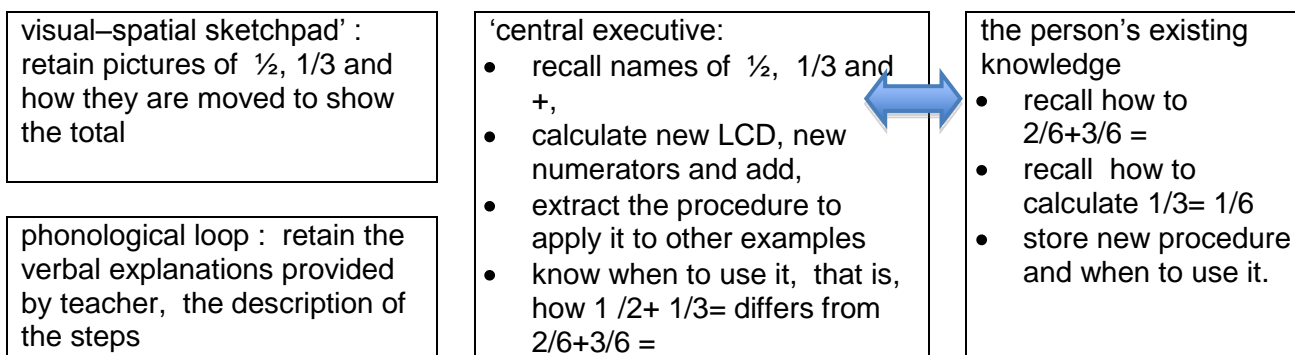 visual–spatial sketchpad’ :
retain pictures of ½, 1/3 and
how they are moved to show
the total
phonological loop : retain the
verbal explanations provided
by teacher, the description of
the steps
‘central executive:
• recall names of ½, 1/3 and
+,
• calculate new LCD, new
numerators and add,
• extract the procedure to
apply it to other examples
• know when to use it, that is,
how 1 /2+ 1/3= differs from
2/6+3/6 =
the person’s existing
knowledge
• recall how to
2/6+3/6 =
• recall how to
calculate 1/3= 1/6
• store new procedure
and when to use it.